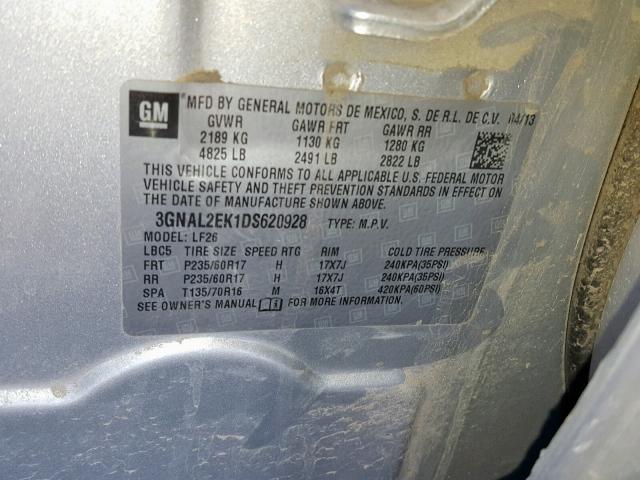 GM
MFD BY GENERAL MOTORS DE MEXICO, S. DE R.L. DE C.V. 04/13
GVWR GAWR FRT GAWR RR
2189 KG 1130 KG 1280 KG
4825 LB 2491 LB 2822 LB
THIS VEHICLE CONFORMS TO ALL APPLICABLE U.S. FEDERAL MOTOR
VEHICLE SAFETY AND THEFT PREVENTION STANDARDS IN EFFECT ON
THE DATE OF MANUFACTURE SHOWN ABOVE.
3GNAL2EK1DS620928 TYPE: M.P.V.
MODEL: LF26
LBC5 TIRE SIZE SPEED RTG RIM COLD TIRE PRESSURE
FRT P235/60R17 H 17X7J 240KPA(35PSI)
RR P235/60R17 H 17X7J 240KPA(35PSI)
SPA T135/70R16 M 16X4T 420KPA(60PSI)
SEE OWNER'S MANUAL FOR MORE INFORMATION.